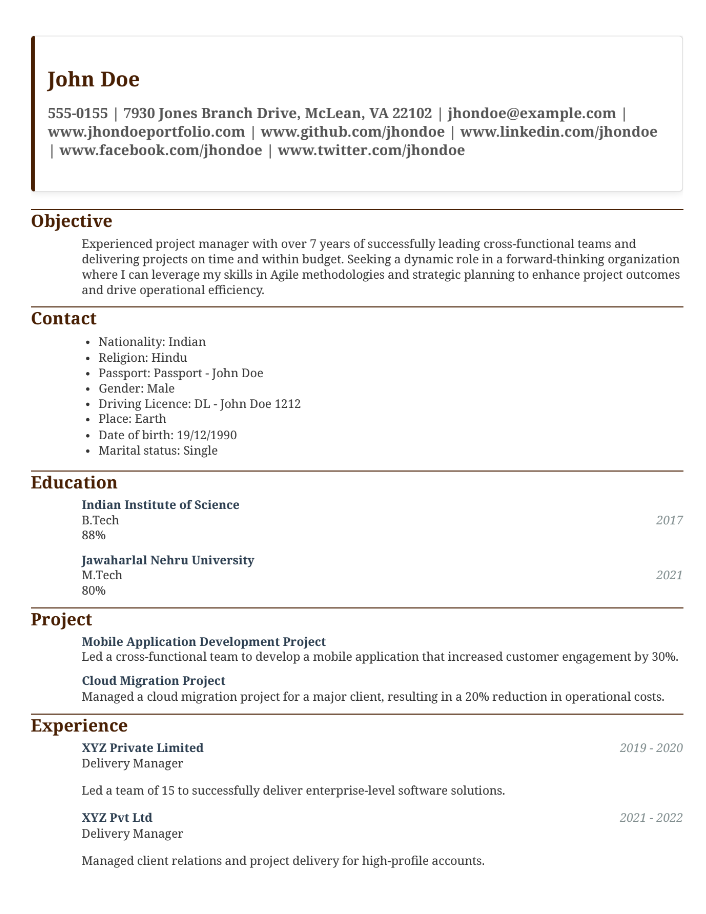 John Doe
555-0155 | 7930 Jones Branch Drive, McLean, VA 22102 | jhondoe@example.com |
www.jhondoeportfolio.com | www.github.com/jhondoe | www.linkedin.com/jhondoe
| www.facebook.com/jhondoe | www.twitter.com/jhondoe
Objective
Experienced project manager with over 7 years of successfully leading cross-functional teams and
delivering projects on time and within budget. Seeking a dynamic role in a forward-thinking organization
where I can leverage my skills in Agile methodologies and strategic planning to enhance project outcomes
and drive operational efficiency.
Contact
• Nationality: Indian
• Religion: Hindu
• Passport: Passport - John Doe
• Gender: Male
• Driving Licence: DL - John Doe 1212
• Place: Earth
• Date of birth: 19/12/1990
• Marital status: Single
Education
Indian Institute of Science
B.Tech 2017
88%
Jawaharlal Nehru University
M.Tech 2021
80%
Project
Mobile Application Development Project
Led a cross-functional team to develop a mobile application that increased customer engagement by 30%.
Cloud Migration Project
Managed a cloud migration project for a major client, resulting in a 20% reduction in operational costs.
Experience
XYZ Private Limited 2019 - 2020
Delivery Manager
Led a team of 15 to successfully deliver enterprise-level software solutions.
XYZ Pvt Ltd 2021 - 2022
Delivery Manager
Managed client relations and project delivery for high-profile accounts.